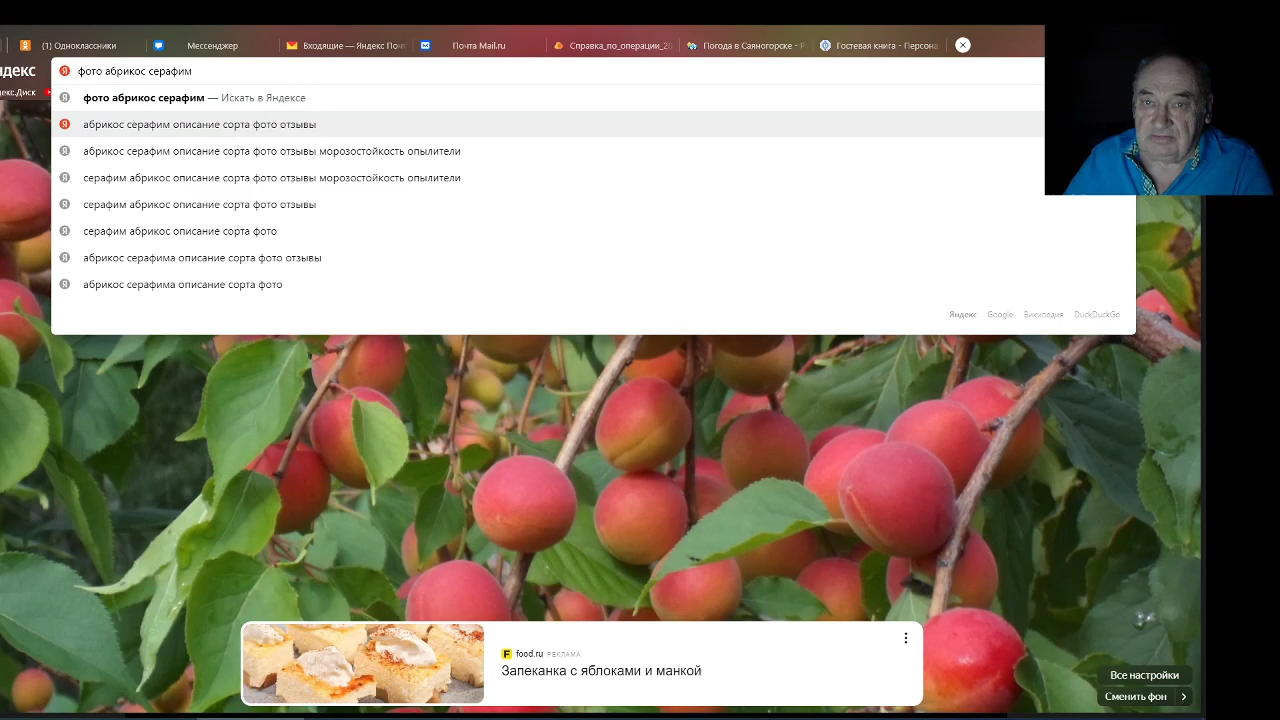 (1) Одноклассники
Мессенджер
Входящие — Яндекс Поч
Почта Mail.ru
Справка_по_операции_20
Погода в Саяногорске - Я
Гостевая книга - Персона
ндекс
Я фото абрикос серафим
екс.Диск
Я фото абрикос серафим — Искать в Яндексе
Я абрикос серафим описание сорта фото отзывы
Я абрикос серафим описание сорта фото отзывы морозостойкость опылители
Я серафим абрикос описание сорта фото отзывы морозостойкость опылители
Я серафим абрикос описание сорта фото отзывы
Я серафим абрикос описание сорта фото
Я абрикос серафима описание сорта фото отзывы
Я абрикос серафима описание сорта фото
Яндекс Google Википедия DuckDuckGo
F food.ru РЕКЛАМА
Запеканка с яблоками и манкой
Все настройки
Сменить фон